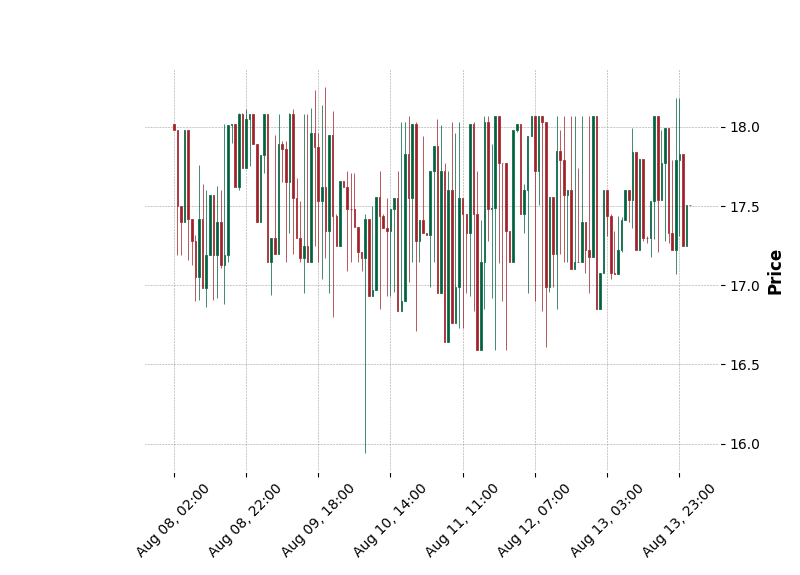 18.0
17.5
17.0
16.5
16.0
Price
Aug 08, 02:00
Aug 08, 22:00
Aug 09, 18:00
Aug 10, 14:00
Aug 11, 11:00
Aug 12, 07:00
Aug 13, 03:00
Aug 13, 23:00